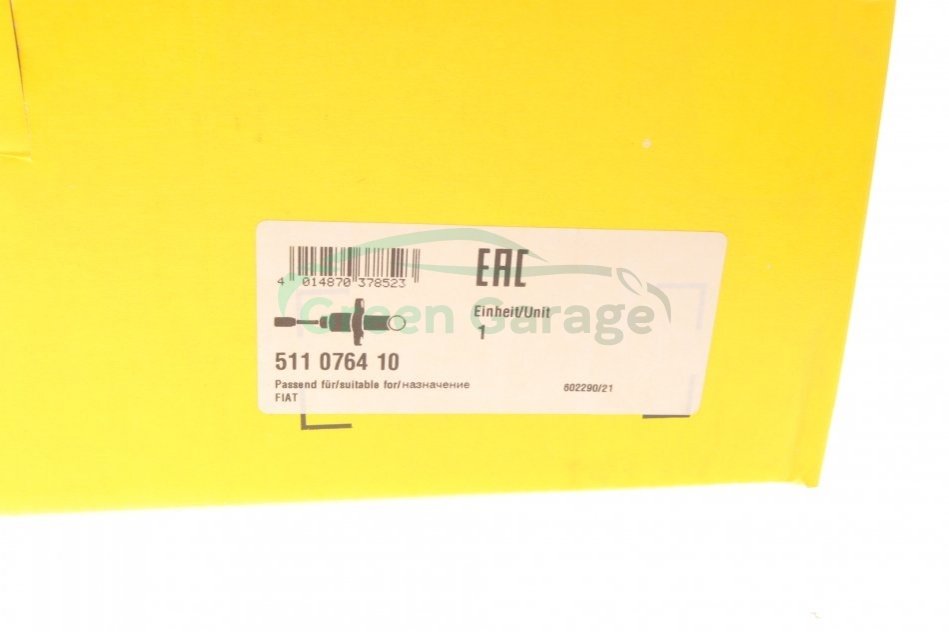 EAC
4 014870 378523
Green Garage
Einheit/Unit
1
511 0764 10
Passend für/suitable for/назначение
602290/21
FIAT